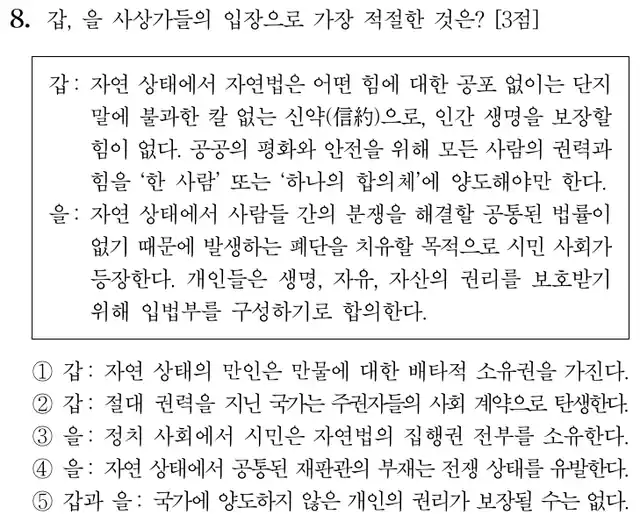 8. 갑, 을 사상가들의 입장으로 가장 적절한 것은? [3점]
갑: 자연 상태에서 자연법은 어떤 힘에 대한 공포 없이는 단지
말에 불과한 칼 없는 신약(信約)으로, 인간 생명을 보장할
힘이 없다. 공공의 평화와 안전을 위해 모든 사람의 권력과
힘을 ‘한 사람’ 또는 ‘하나의 합의체’에 양도해야만 한다.
을: 자연 상태에서 사람들 간의 분쟁을 해결할 공통된 법률이
없기 때문에 발생하는 폐단을 치유할 목적으로 시민 사회가
등장한다. 개인들은 생명, 자유, 자산의 권리를 보호받기
위해 입법부를 구성하기로 합의한다.
① 갑: 자연 상태의 만인은 만물에 대한 배타적 소유권을 가진다.
② 갑: 절대 권력을 지닌 국가는 주권자들의 사회 계약으로 탄생한다.
③ 을: 정치 사회에서 시민은 자연법의 집행권 전부를 소유한다.
④ 을: 자연 상태에서 공통된 재판관의 부재는 전쟁 상태를 유발한다.
⑤ 갑과 을: 국가에 양도하지 않은 개인의 권리가 보장될 수는 없다.